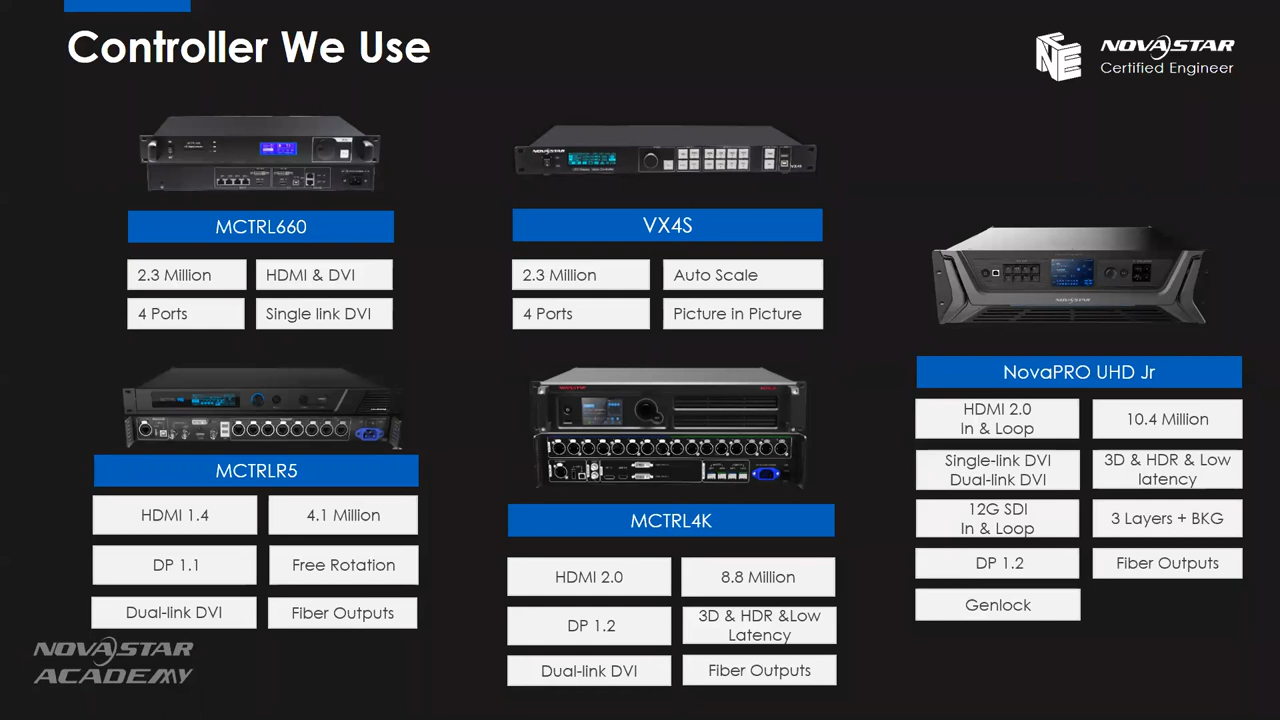 Controller We Use
NOVASTAR
Certified Engineer
MCTRL660
2.3 Million
HDMI & DVI
4 Ports
Single link DVI
NOVASTAR
VX4S
VX4S
2.3 Million
Auto Scale
4 Ports
Picture in Picture
MCTRLR5
HDMI 1.4
4.1 Million
DP 1.1
Free Rotation
Dual-link DVI
Fiber Outputs
MCTRL4K
HDMI 2.0
8.8 Million
DP 1.2
3D & HDR &Low
Latency
Dual-link DVI
Fiber Outputs
NOVASTAR
NovaPRO UHD Jr
HDMI 2.0
In & Loop
10.4 Million
Single-link DVI
Dual-link DVI
3D & HDR & Low
latency
12G SDI
In & Loop
3 Layers + BKG
DP 1.2
Fiber Outputs
Genlock
NOVASTAR
ACADEMY